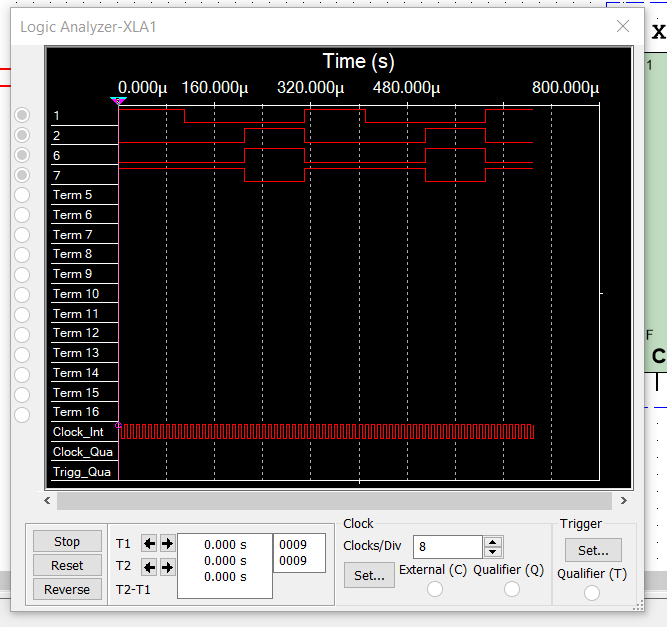 Logic Analyzer-XLA1
X
1
Time (s)
0.000µ 160.000µ 320.000µ 480.000µ 800.000µ
1
2
6
7
Term 5
Term 6
Term 7
Term 8
Term 9
Term 10
Term 11
Term 12
Term 13
Term 14
Term 15
Term 16
Clock_Int
Clock_Qua
Trigg_Qua
F
C
Stop
Reset
Reverse
T1
T2
T2-T1
0.000 s 0009
0.000 s 0009
0.000 s
Clock
Clocks/Div 8
Set... External (C) Qualifier (Q)
Trigger
Set...
Qualifier (T)